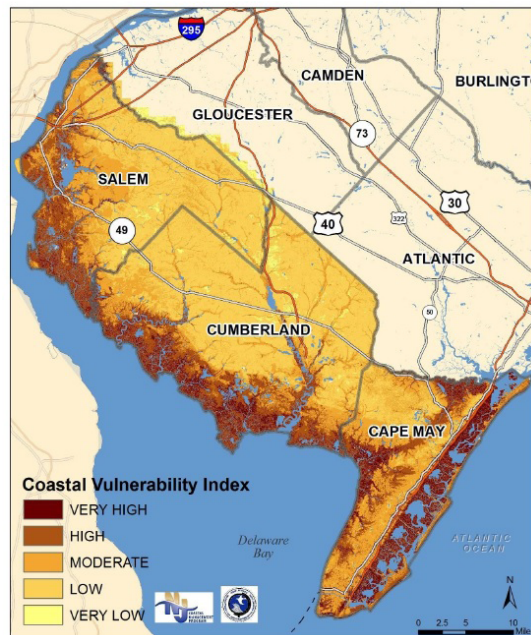 295
CAMDEN
BURLINGT
GLOUCESTER
73
SALEM
30
40
322
49
ATLANTIC
50
CUMBERLAND
CAPE MAY
Coastal Vulnerability Index
VERY HIGH
HIGH
MODERATE
LOW
VERY LOW
Delaware
Bay
ATLANTIC
OCEAN
N
0 2.5 5 10